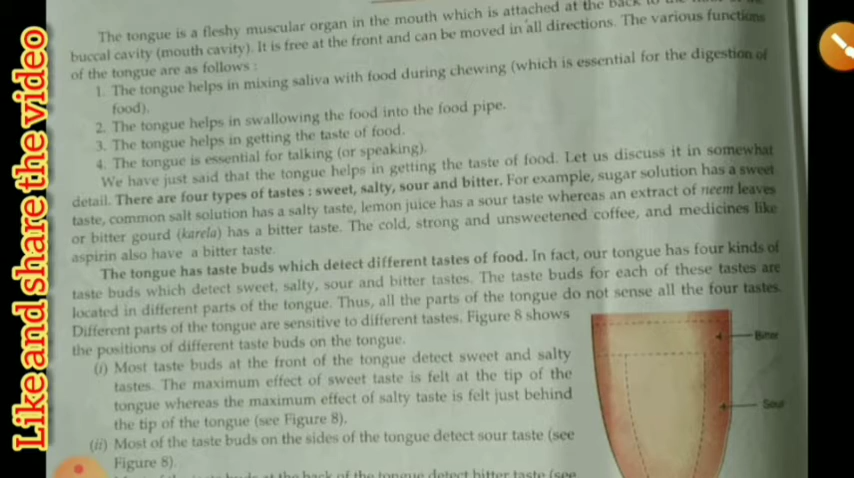 Like and share the video
The tongue is a fleshy muscular organ in the mouth which is attached at the back to the
buccal cavity (mouth cavity). It is free at the front and can be moved in all directions. The various functions
of the tongue are as follows :
1. The tongue helps in mixing saliva with food during chewing (which is essential for the digestion of
food).
2. The tongue helps in swallowing the food into the food pipe.
3. The tongue helps in getting the taste of food.
4. The tongue is essential for talking (or speaking).
We have just said that the tongue helps in getting the taste of food. Let us discuss it in somewhat
detail. There are four types of tastes : sweet, salty, sour and bitter. For example, sugar solution has a sweet
taste, common salt solution has a salty taste, lemon juice has a sour taste whereas an extract of neem leaves
or bitter gourd (karela) has a bitter taste. The cold, strong and unsweetened coffee, and medicines like
aspirin also have a bitter taste.
The tongue has taste buds which detect different tastes of food. In fact, our tongue has four kinds of
taste buds which detect sweet, salty, sour and bitter tastes. The taste buds for each of these tastes are
located in different parts of the tongue. Thus, all the parts of the tongue do not sense all the four tastes.
Different parts of the tongue are sensitive to different tastes. Figure 8 shows
the positions of different taste buds on the tongue.
(i) Most taste buds at the front of the tongue detect sweet and salty
tastes. The maximum effect of sweet taste is felt at the tip of the
tongue whereas the maximum effect of salty taste is felt just behind
the tip of the tongue (see Figure 8).
(ii) Most of the taste buds on the sides of the tongue detect sour taste (see
Figure 8).
taste buds at the back of the tongue detect bitter taste (see
Bitter
Sour